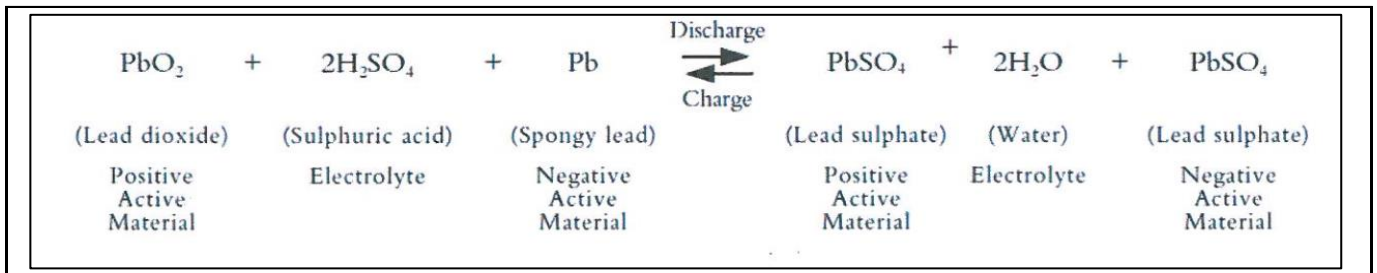 Discharge
PbO₂ + 2H₂SO₄ + Pb PbSO₄ + 2H₂O + PbSO₄
Charge
(Lead dioxide) (Sulphuric acid) (Spongy lead) (Lead sulphate) (Water) (Lead sulphate)
Positive Electrolyte Negative Positive Electrolyte Negative
Active Active Active Active
Material Material Material Material